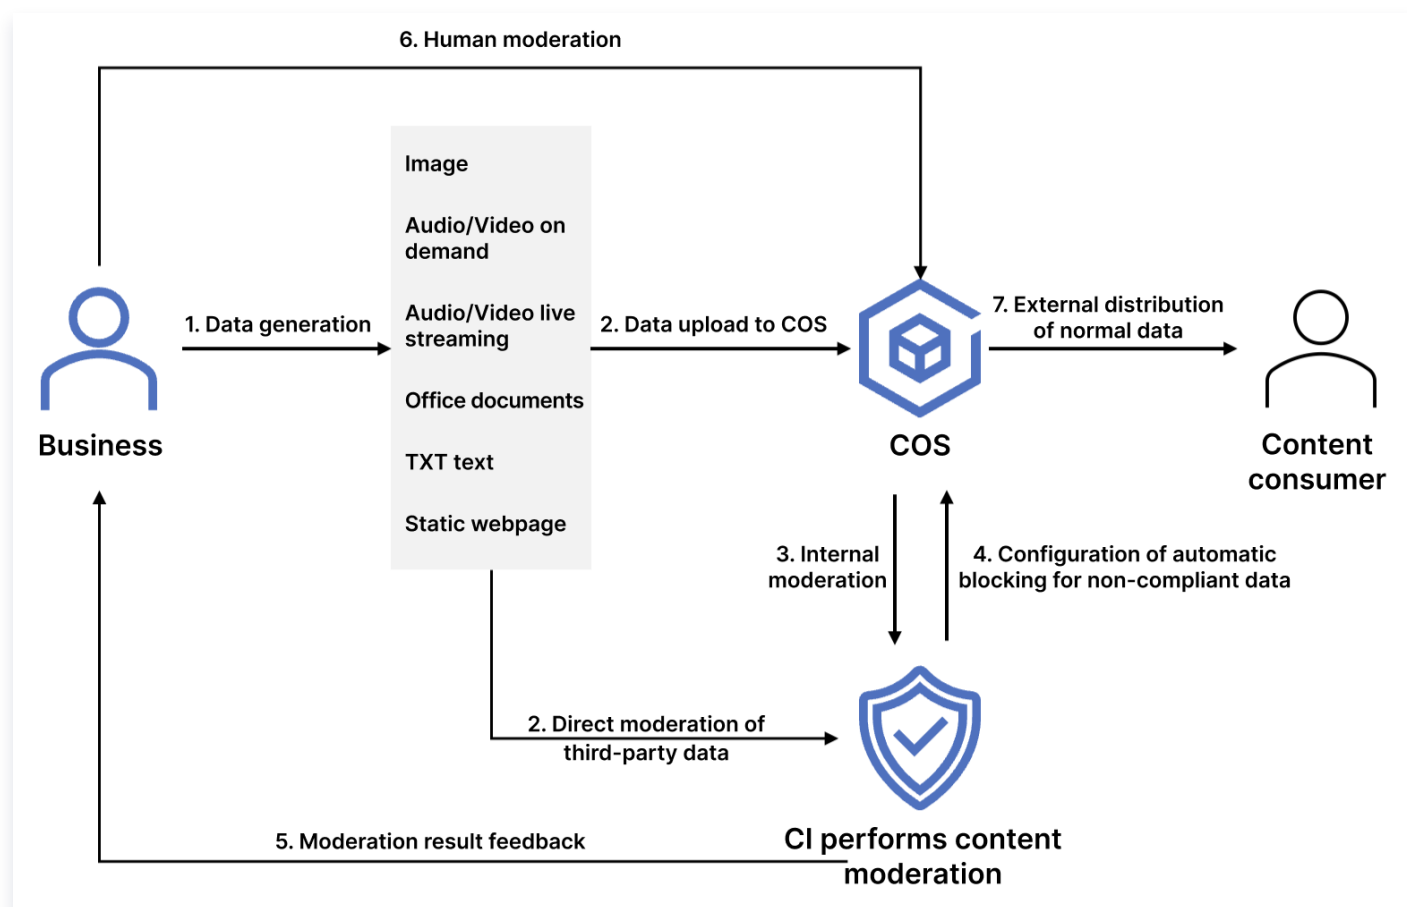 6. Human moderation
Image
Audio/Video on
demand
Audio/Video live
streaming
Office documents
TXT text
Static webpage
1. Data generation
2. Data upload to COS
7. External distribution
of normal data
Business
COS
Content
consumer
3. Internal
moderation
4. Configuration of automatic
blocking for non-compliant data
2. Direct moderation of
third-party data
5. Moderation result feedback
CI performs content
moderation